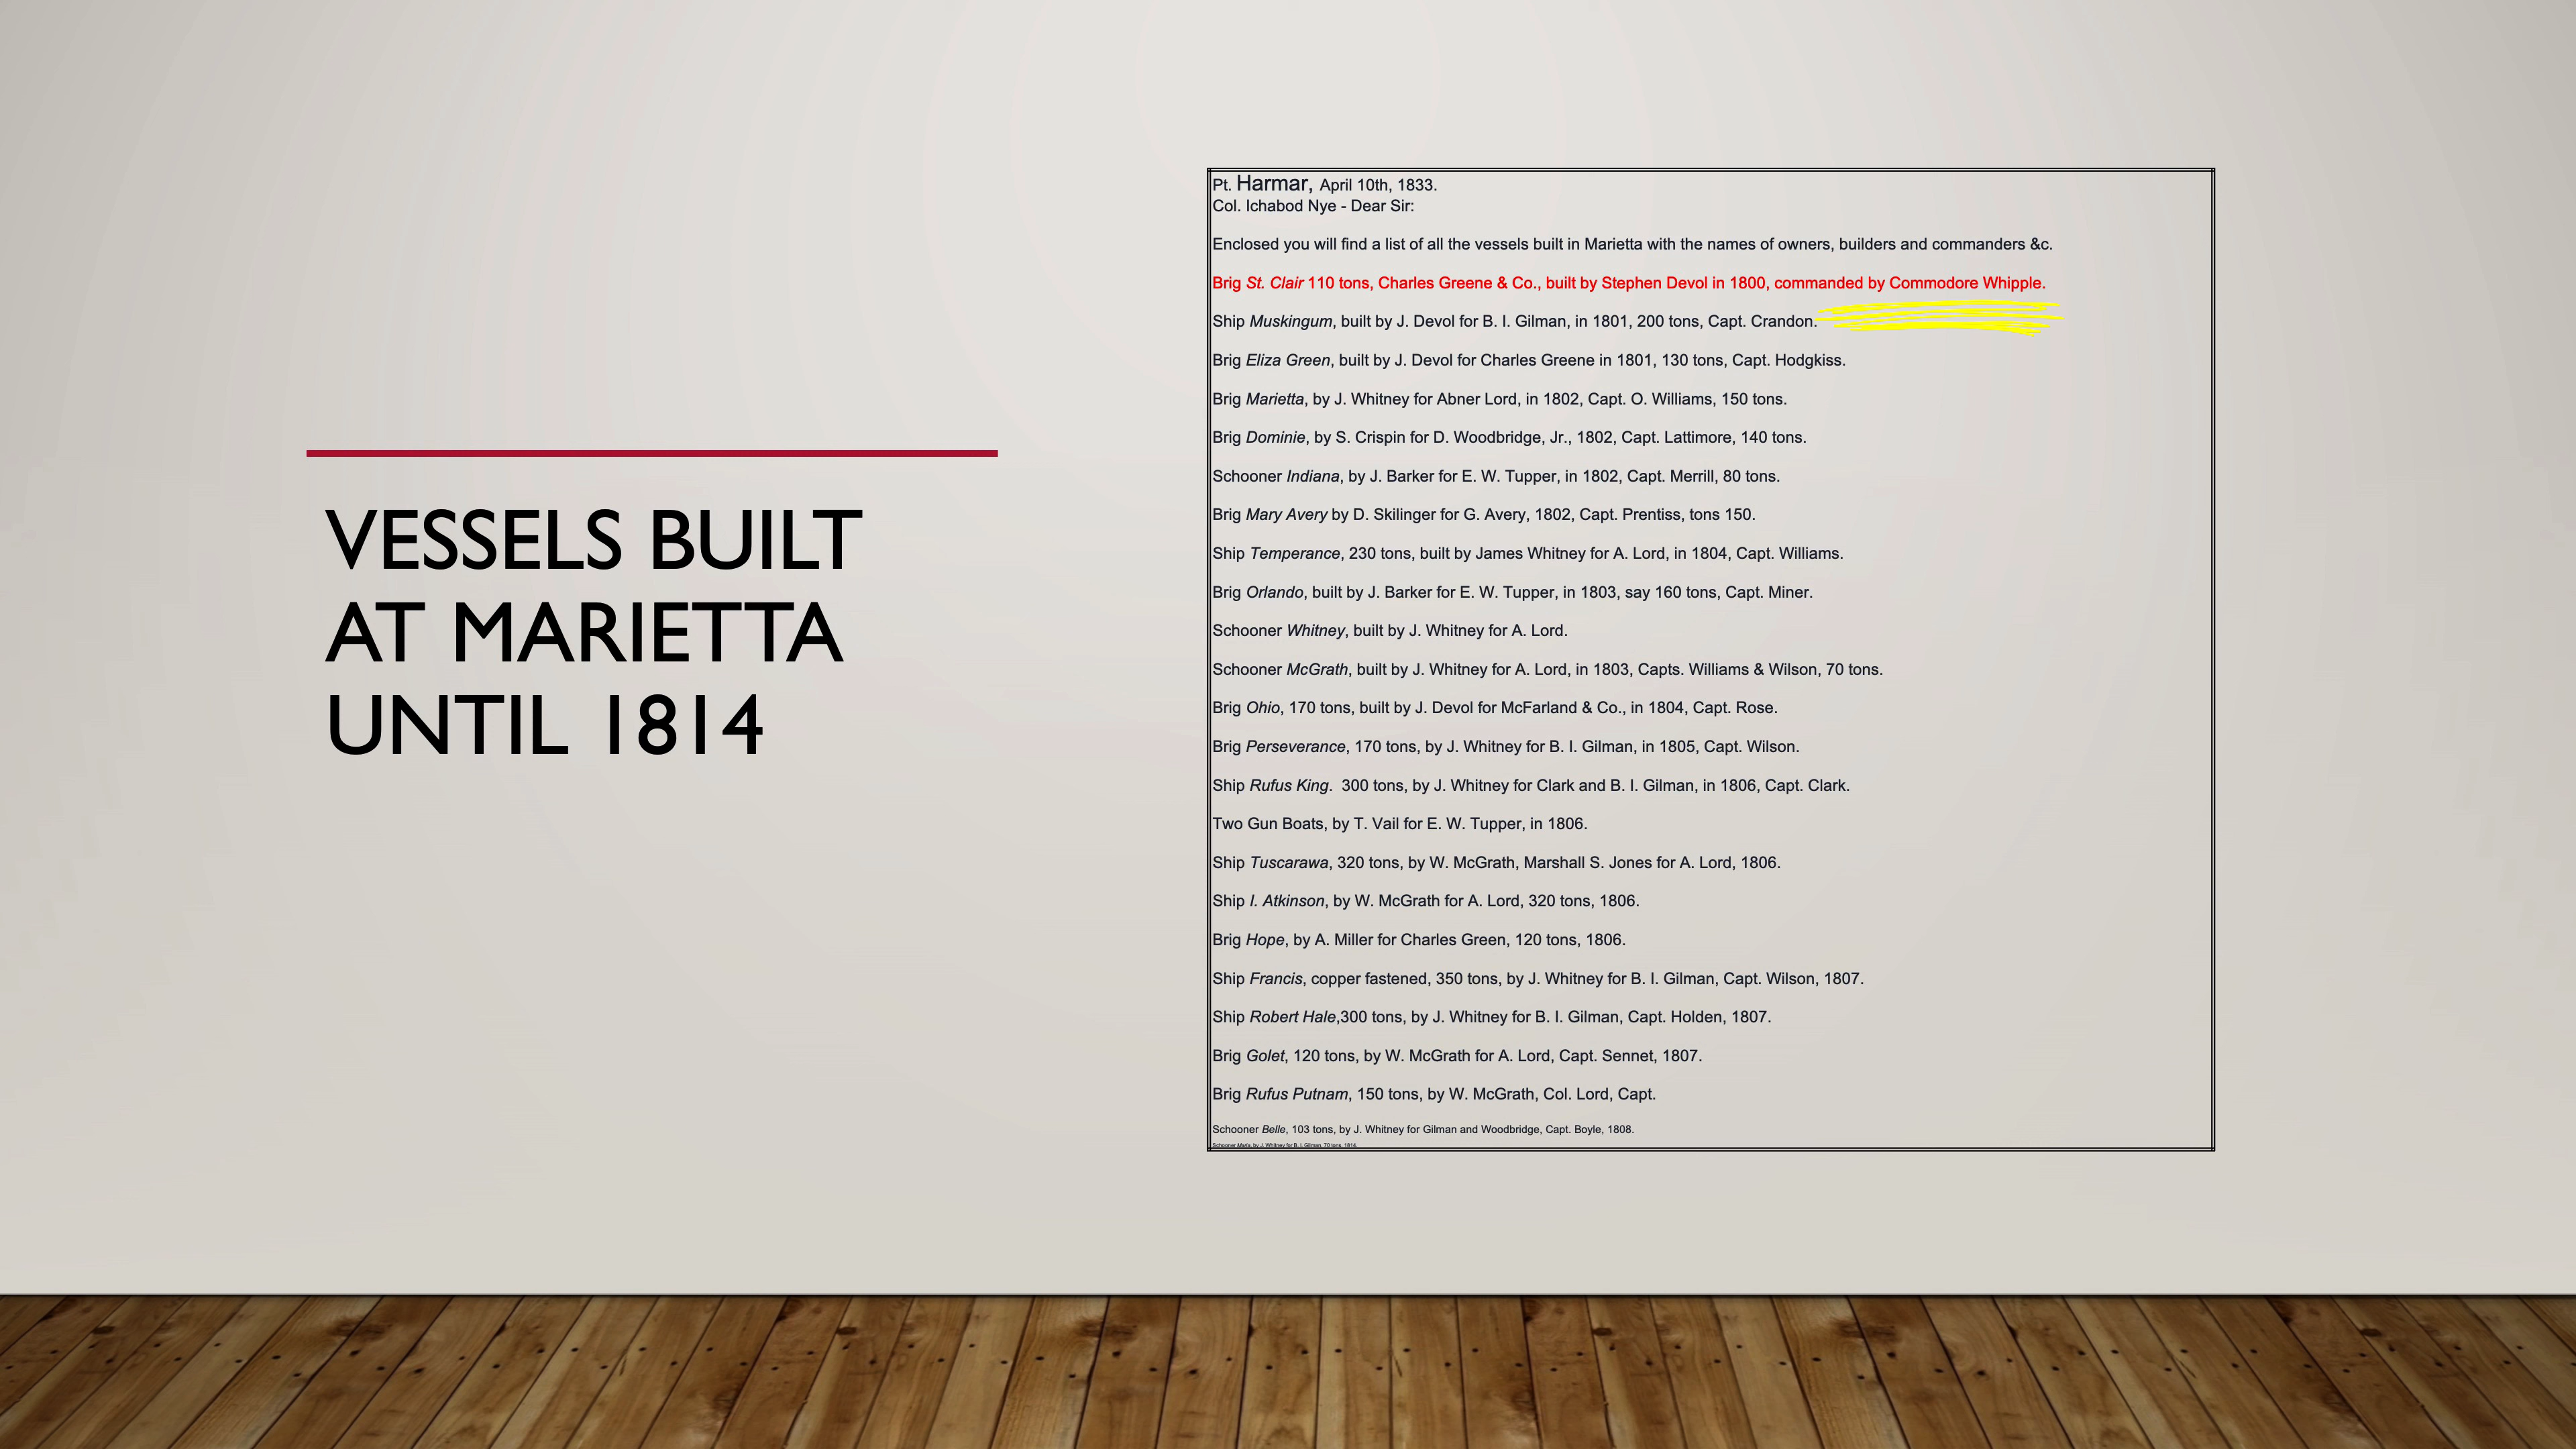 VESSELS BUILT
AT MARIETTA
UNTIL 1814
Pt. Harmar, April 10th, 1833.
Col. Ichabod Nye - Dear Sir:
Enclosed you will find a list of all the vessels built in Marietta with the names of owners, builders and commanders &c.
Brig St. Clair 110 tons, Charles Greene & Co., built by Stephen Devol in 1800, commanded by Commodore Whipple.
Ship Muskingum, built by J. Devol for B. I. Gilman, in 1801, 200 tons, Capt. Crandon.
Brig Eliza Green, built by J. Devol for Charles Greene in 1801, 130 tons, Capt. Hodgkiss.
Brig Marietta, by J. Whitney for Abner Lord, in 1802, Capt. O. Williams, 150 tons.
Brig Dominie, by S. Crispin for D. Woodbridge, Jr., 1802, Capt. Lattimore, 140 tons.
Schooner Indiana, by J. Barker for E. W. Tupper, in 1802, Capt. Merrill, 80 tons.
Brig Mary Avery by D. Skilinger for G. Avery, 1802, Capt. Prentiss, tons 150.
Ship Temperance, 230 tons, built by James Whitney for A. Lord, in 1804, Capt. Williams.
Brig Orlando, built by J. Barker for E. W. Tupper, in 1803, say 160 tons, Capt. Miner.
Schooner Whitney, built by J. Whitney for A. Lord.
Schooner McGrath, built by J. Whitney for A. Lord, in 1803, Capts. Williams & Wilson, 70 tons.
Brig Ohio, 170 tons, built by J. Devol for McFarland & Co., in 1804, Capt. Rose.
Brig Perseverance, 170 tons, by J. Whitney for B. I. Gilman, in 1805, Capt. Wilson.
Ship Rufus King.  300 tons, by J. Whitney for Clark and B. I. Gilman, in 1806, Capt. Clark.
Two Gun Boats, by T. Vail for E. W. Tupper, in 1806.
Ship Tuscarawa, 320 tons, by W. McGrath, Marshall S. Jones for A. Lord, 1806.
Ship I. Atkinson, by W. McGrath for A. Lord, 320 tons, 1806.
Brig Hope, by A. Miller for Charles Green, 120 tons, 1806.
Ship Francis, copper fastened, 350 tons, by J. Whitney for B. I. Gilman, Capt. Wilson, 1807.
Ship Robert Hale,300 tons, by J. Whitney for B. I. Gilman, Capt. Holden, 1807.
Brig Golet, 120 tons, by W. McGrath for A. Lord, Capt. Sennet, 1807.
Brig Rufus Putnam, 150 tons, by W. McGrath, Col. Lord, Capt.
Schooner Belle, 103 tons, by J. Whitney for Gilman and Woodbridge, Capt. Boyle, 1808.
Schooner Maria, by J. Whitney for B. I. Gilman, 70 tons, 1814.